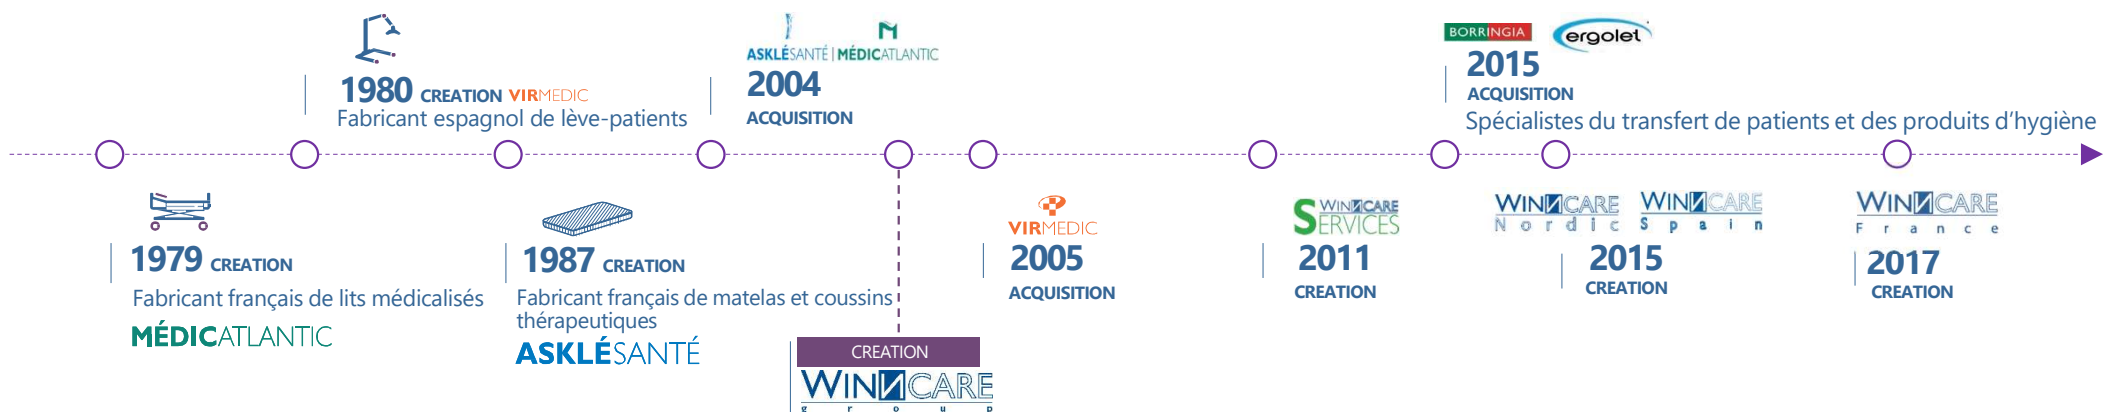 1980 CREATION VIRMEDIC
Fabricant espagnol de lève-patients
ASKLÉSANTÉ | MÉDICATLANTIC
2004
ACQUISITION
BORRINGIA ergolet
2015
ACQUISITION
Spécialistes du transfert de patients et des produits d’hygiène
1979 CREATION
Fabricant français de lits médicalisés
MÉDICATLANTIC
1987 CREATION
Fabricant français de matelas et coussins
thérapeutiques
ASKLÉSANTÉ
CREATION
WINNCARE
group
VIRMEDIC
2005
ACQUISITION
WINNCARE
SERVICES
2011
CREATION
WINNCARE
Nordic
WINNCARE
Spain
2015
CREATION
WINNCARE
France
2017
CREATION